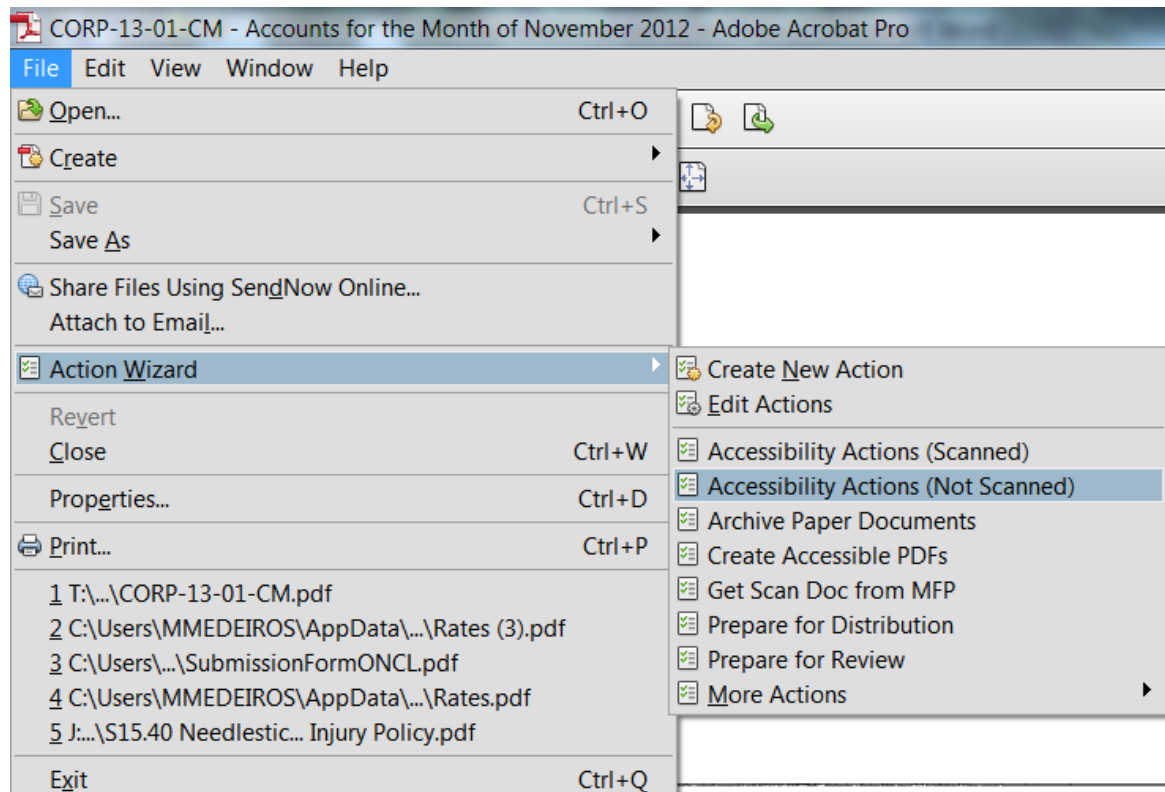 CORP-13-01-CM - Accounts for the Month of November 2012 - Adobe Acrobat Pro
File Edit View Window Help
Open... Ctrl+O
Create
Save Ctrl+S
Save As
Share Files Using SendNow Online...
Attach to Email...
Action Wizard
Revert
Close Ctrl+W
Properties... Ctrl+D
Print... Ctrl+P
1 T:\...\CORP-13-01-CM.pdf
2 C:\Users\MMEDEIROS\AppData\...\Rates (3).pdf
3 C:\Users\...\SubmissionFormONCL.pdf
4 C:\Users\MMEDEIROS\AppData\...\Rates.pdf
5 J:...\S15.40 Needlestic... Injury Policy.pdf
Exit Ctrl+Q
Create New Action
Edit Actions
Accessibility Actions (Scanned)
Accessibility Actions (Not Scanned)
Archive Paper Documents
Create Accessible PDFs
Get Scan Doc from MFP
Prepare for Distribution
Prepare for Review
More Actions